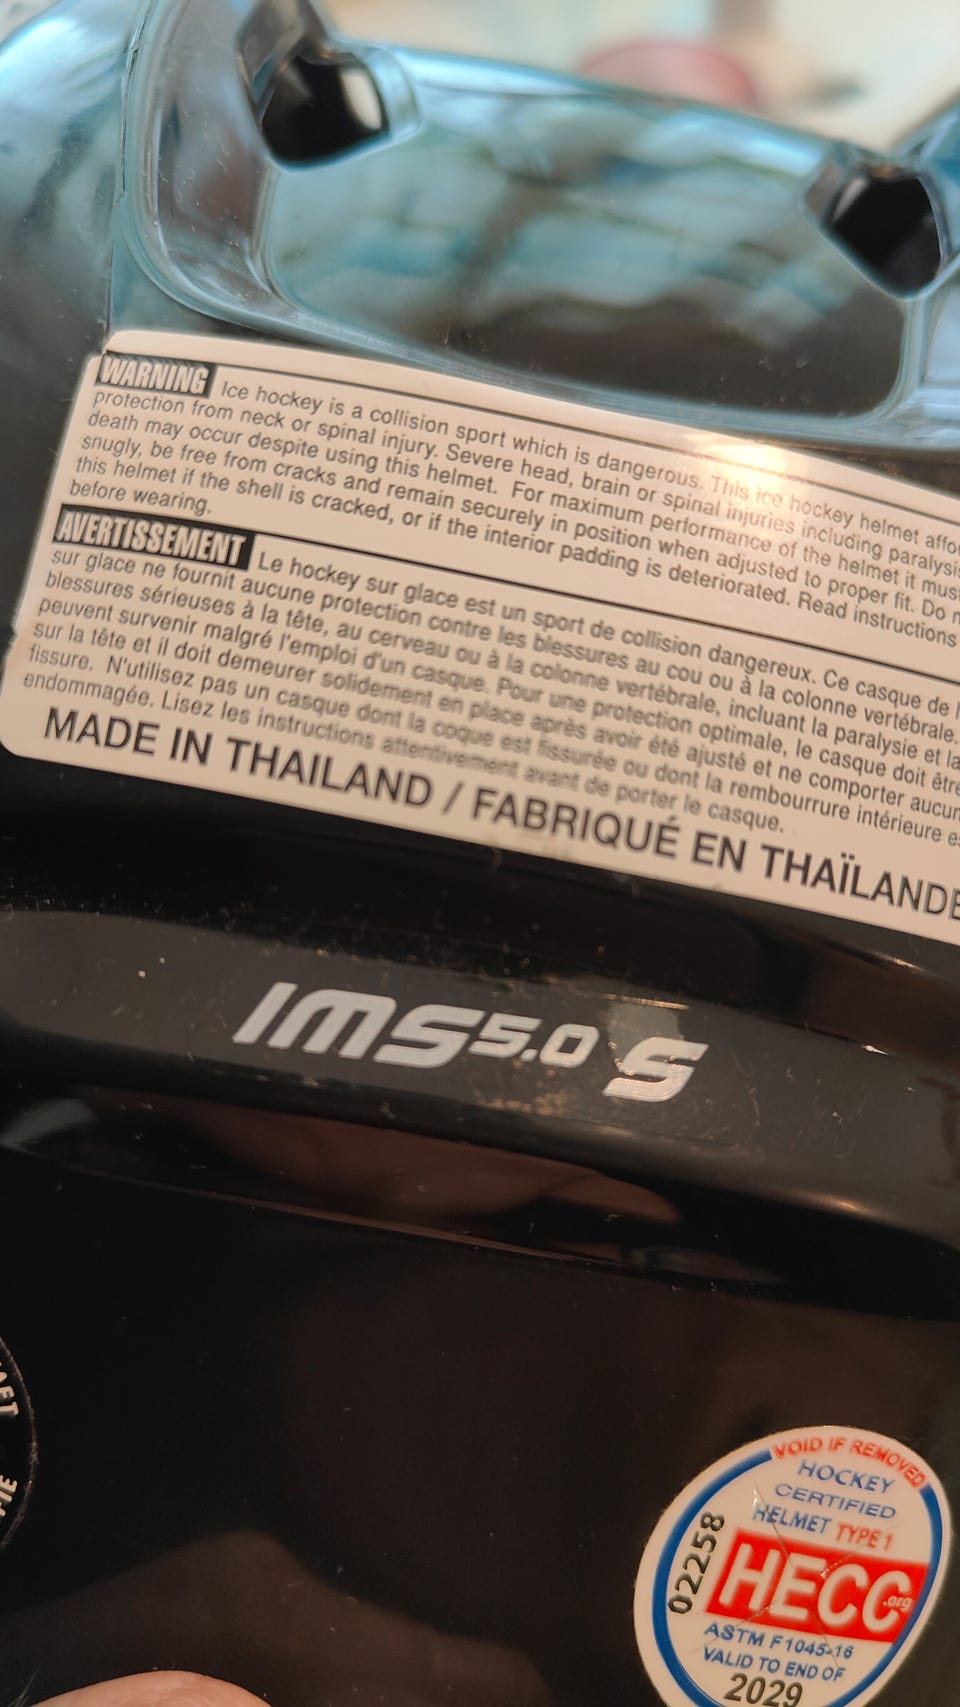 WARNING Ice hockey is a collision sport which is dangerous. This ice hockey helmet
protection from neck or spinal injury. Severe head, brain or spinal injuries including paralysis
death may occur despite using this helmet. For maximum performance of the helmet it must
snugly, be free from cracks and remain securely in position when adjusted to proper fit. Do
this helmet if the shell is cracked, or if the interior padding is deteriorated. Read instructions
before wearing.
AVERTISSEMENT Le hockey sur glace est un sport de collision dangereux. Ce casque de
sur glace ne fournit aucune protection contre les blessures au cou ou à la colonne vertébrale.
blessures sérieuses à la tête, au cerveau ou à la colonne vertébrale, incluant la paralysie et la
peuvent survenir malgré l'emploi d'un casque. Pour une protection optimale, le casque doit être
sur la tête et il doit demeurer solidement en place après avoir été ajusté et ne comporter aucun
fissure. N'utilisez pas un casque dont la coque est fissurée ou dont la rembourrure intérieure
endommagée. Lisez les instructions attentivement avant de porter le casque.
MADE IN THAILAND / FABRIQUÉ EN THAÏLANDE
IMS 5.0 S
VOID IF REMOVED
HOCKEY
CERTIFIED
HELMET TYPE 1
02258
HECC.org
ASTM F1045-16
VALID TO END OF
2029